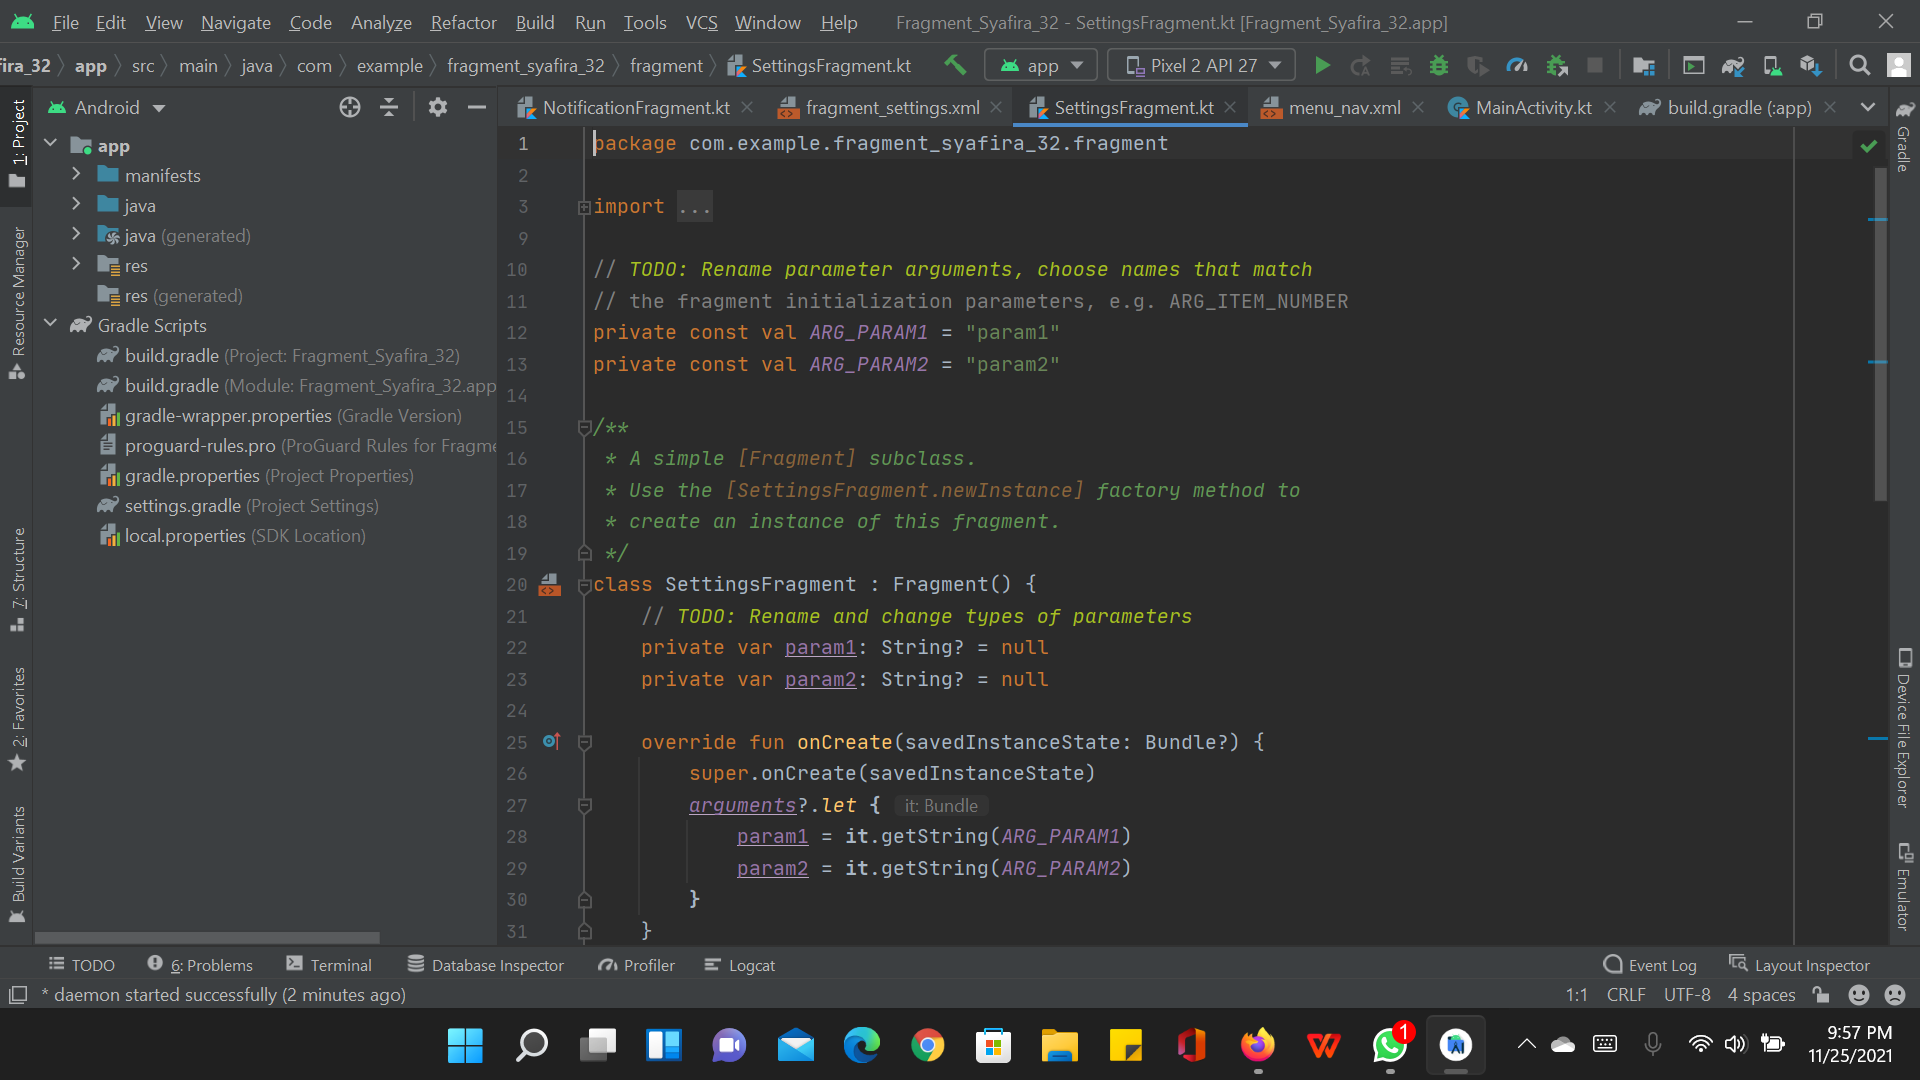 File Edit View Navigate Code Analyze Refactor Build Run Tools VCS Window Help Fragment_Syafira_32 - SettingsFragment.kt [Fragment_Syafira_32.app]
ira_32 app src main java com example fragment_syafira_32 fragment SettingsFragment.kt app Pixel 2 API 27
Android
NotificationFragment.kt fragment_settings.xml SettingsFragment.kt menu_nav.xml MainActivity.kt build.gradle (:app)
1: Project
Resource Manager
7: Structure
2: Favorites
Build Variants
app
manifests
java
java (generated)
res
res (generated)
Gradle Scripts
build.gradle (Project: Fragment_Syafira_32)
build.gradle (Module: Fragment_Syafira_32.app
gradle-wrapper.properties (Gradle Version)
proguard-rules.pro (ProGuard Rules for Fragme
gradle.properties (Project Properties)
settings.gradle (Project Settings)
local.properties (SDK Location)
1 package com.example.fragment_syafira_32.fragment
2
3 import ...
9
10 // TODO: Rename parameter arguments, choose names that match
11 // the fragment initialization parameters, e.g. ARG_ITEM_NUMBER
12 private const val ARG_PARAM1 = "param1"
13 private const val ARG_PARAM2 = "param2"
14
15 /**
16 * A simple [Fragment] subclass.
17 * Use the [SettingsFragment.newInstance] factory method to
18 * create an instance of this fragment.
19 */
20 class SettingsFragment : Fragment() {
21 // TODO: Rename and change types of parameters
22 private var param1: String? = null
23 private var param2: String? = null
24
25 override fun onCreate(savedInstanceState: Bundle?) {
26 super.onCreate(savedInstanceState)
27 arguments?.let { it: Bundle
28 param1 = it.getString(ARG_PARAM1)
29 param2 = it.getString(ARG_PARAM2)
30 }
31 }
Gradle
Device File Explorer
Emulator
TODO 6: Problems Terminal Database Inspector Profiler Logcat Event Log Layout Inspector
* daemon started successfully (2 minutes ago) 1:1 CRLF UTF-8 4 spaces
1
AI
9:57 PM
11/25/2021